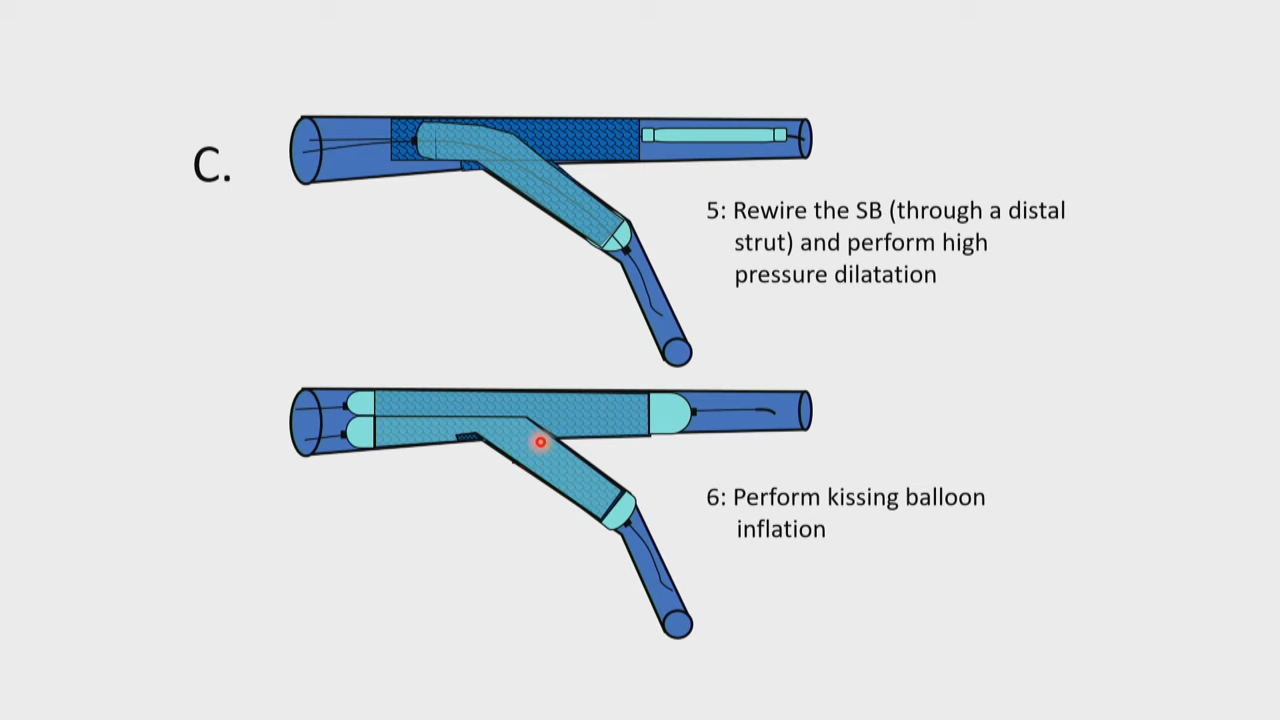 C.
5: Rewire the SB (through a distal
strut) and perform high
pressure dilatation
6: Perform kissing balloon
inflation